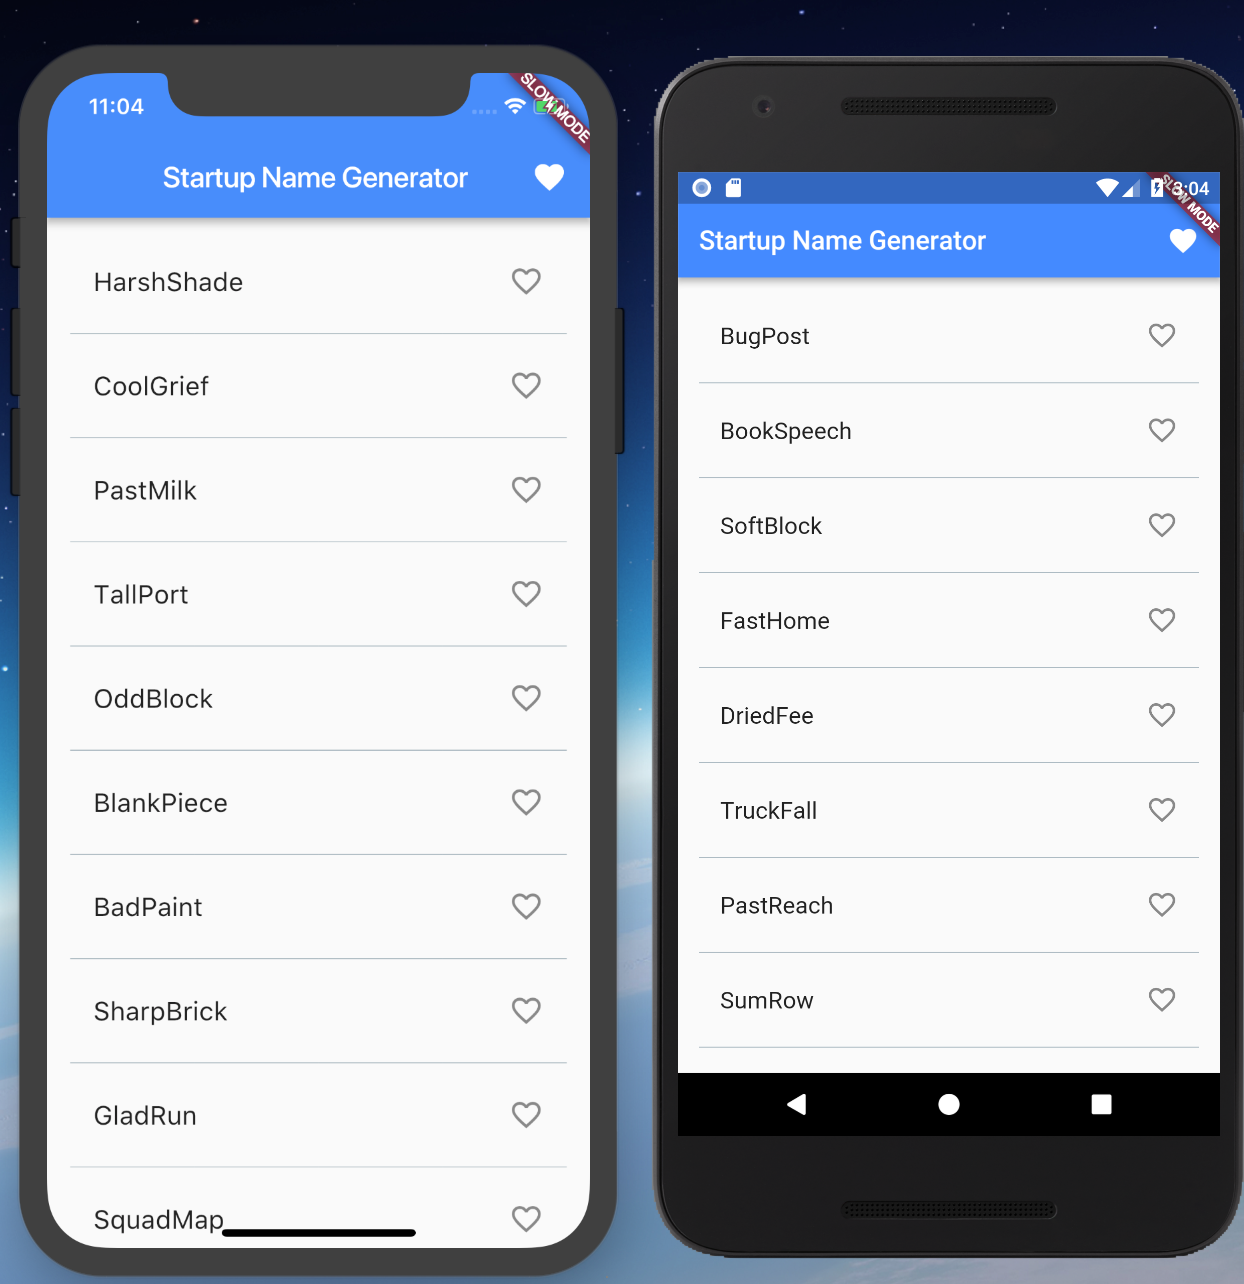 11:04
SLOW MODE
Startup Name Generator
HarshShade
CoolGrief
PastMilk
TallPort
OddBlock
BlankPiece
BadPaint
SharpBrick
GladRun
SquadMap
:04
SLOW MODE
Startup Name Generator
BugPost
BookSpeech
SoftBlock
FastHome
DriedFee
TruckFall
PastReach
SumRow